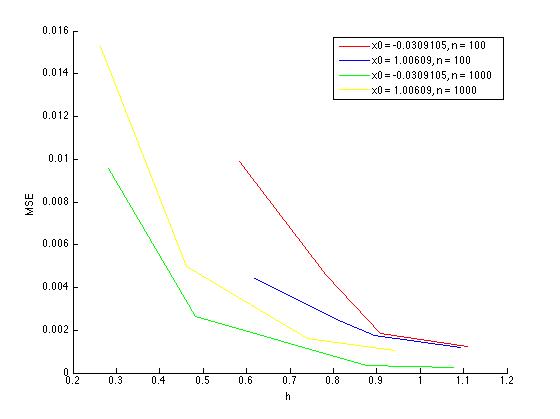 0.016
x0 = -0.0309105, n = 100
x0 = 1.00609, n = 100
x0 = -0.0309105, n = 1000
x0 = 1.00609, n = 1000
0.014
0.012
0.01
0.008
MSE
0.006
0.004
0.002
0
0.2 0.3 0.4 0.5 0.6 0.7 0.8 0.9 1 1.1 1.2
h